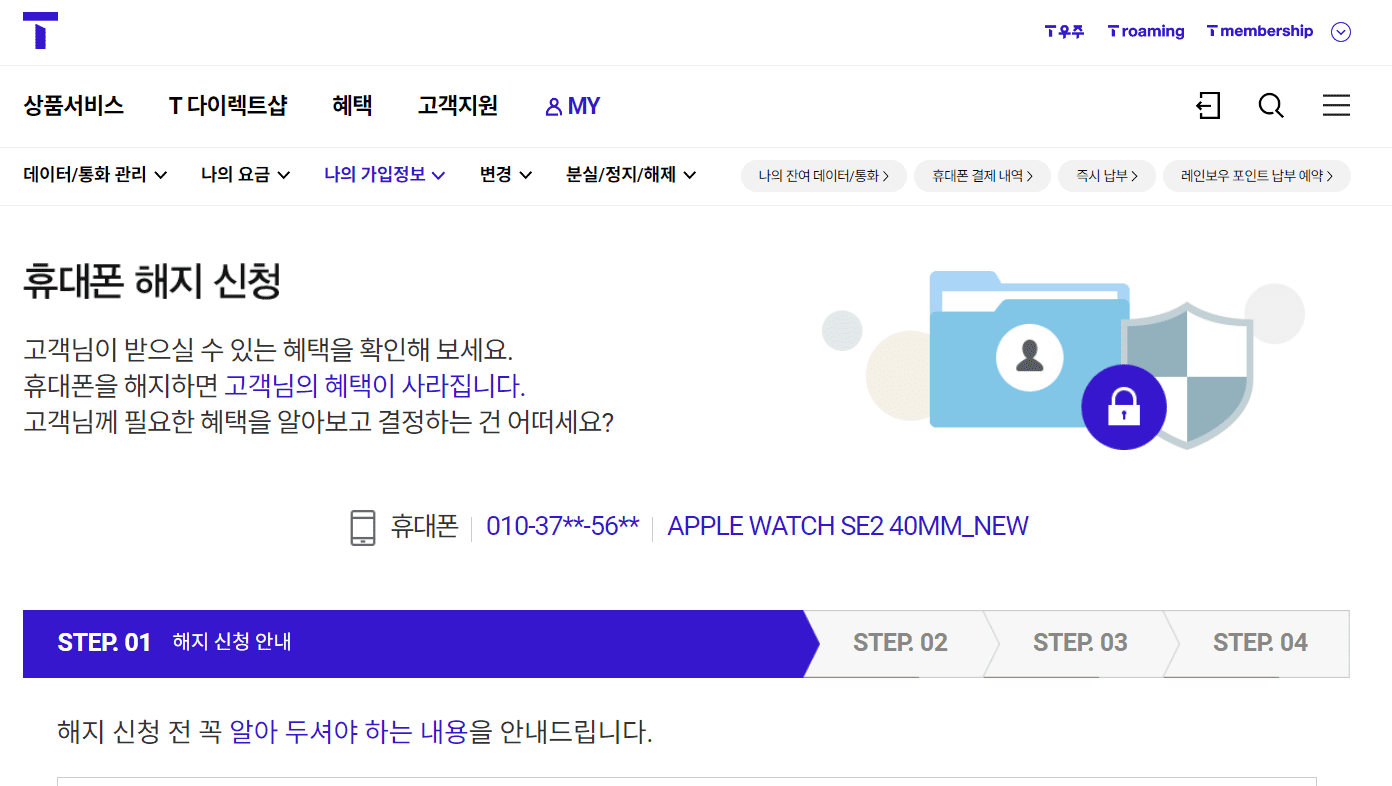 T
T우주 T roaming T membership
상품서비스 T 다이렉트샵 혜택 고객지원 MY
데이터/통화 관리 나의 요금 나의 가입정보 변경 분실/정지/해제 나의 잔여 데이터/통화 휴대폰 결제 내역 즉시 납부 레인보우 포인트 납부 예약
휴대폰 해지 신청
고객님이 받으실 수 있는 혜택을 확인해 보세요.
휴대폰을 해지하면 고객님의 혜택이 사라집니다.
고객님께 필요한 혜택을 알아보고 결정하는 건 어떠세요?
휴대폰 010-37**-56** APPLE WATCH SE2 40MM_NEW
STEP. 01 해지 신청 안내 STEP. 02 STEP. 03 STEP. 04
해지 신청 전 꼭 알아 두셔야 하는 내용을 안내드립니다.